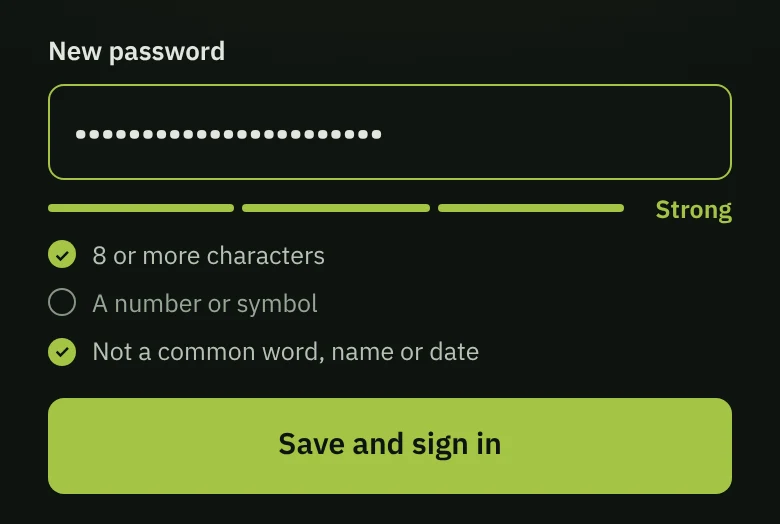 New password
•••••••••••••••••••••••
Strong
8 or more characters
A number or symbol
Not a common word, name or date
Save and sign in